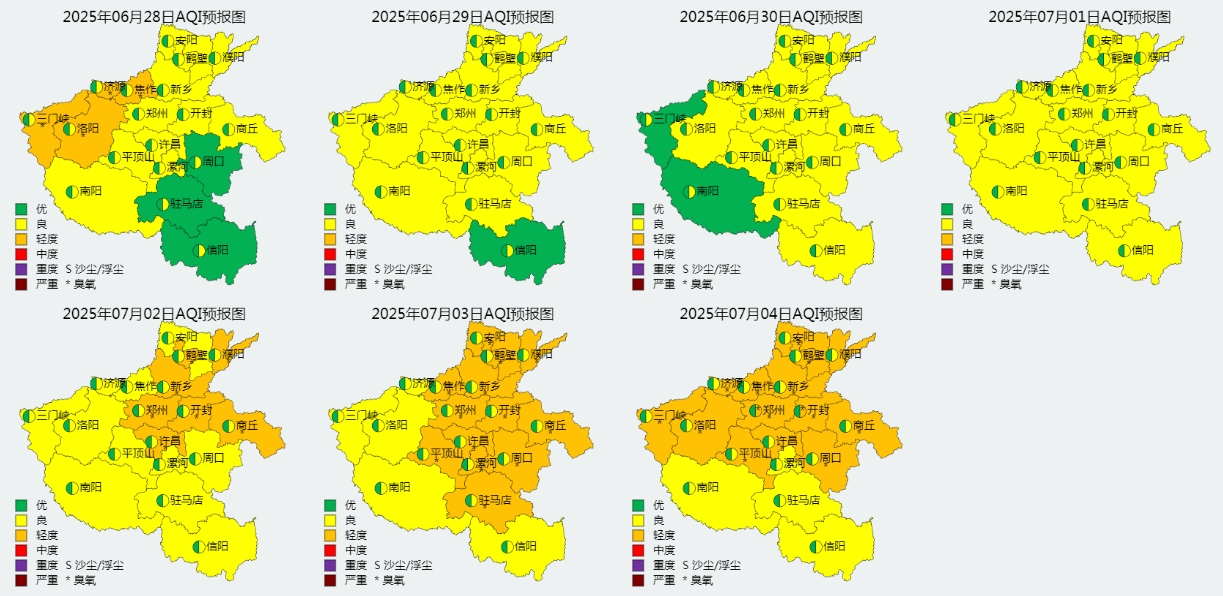 2025年06月28日AQI预报图
安阳
鹤壁
濮阳
济源
*
焦作
*
新乡
三门峡
*
洛阳
*
郑州
开封
商丘
许昌
平顶山
漯河
周口
南阳
驻马店
信阳
优
良
轻度
中度
重度 S 沙尘/浮尘
严重 * 臭氧
2025年06月29日AQI预报图
安阳
鹤壁
濮阳
济源
焦作
新乡
三门峡
洛阳
郑州
开封
商丘
许昌
平顶山
漯河
周口
南阳
驻马店
信阳
优
良
轻度
中度
重度 S 沙尘/浮尘
严重 * 臭氧
2025年06月30日AQI预报图
安阳
鹤壁
濮阳
济源
焦作
新乡
三门峡
洛阳
郑州
开封
商丘
许昌
平顶山
漯河
周口
南阳
驻马店
信阳
优
良
轻度
中度
重度 S 沙尘/浮尘
严重 * 臭氧
2025年07月01日AQI预报图
安阳
鹤壁
濮阳
济源
焦作
新乡
三门峡
洛阳
郑州
开封
商丘
许昌
平顶山
漯河
周口
南阳
驻马店
信阳
优
良
轻度
中度
重度 S 沙尘/浮尘
严重 * 臭氧
2025年07月02日AQI预报图
安阳
鹤壁
濮阳
济源
焦作
新乡
三门峡
洛阳
郑州
开封
商丘
许昌
平顶山
漯河
周口
南阳
驻马店
信阳
优
良
轻度
中度
重度 S 沙尘/浮尘
严重 * 臭氧
2025年07月03日AQI预报图
安阳
鹤壁
濮阳
济源
焦作
新乡
三门峡
洛阳
郑州
开封
商丘
许昌
平顶山
漯河
周口
南阳
驻马店
信阳
优
良
轻度
中度
重度 S 沙尘/浮尘
严重 * 臭氧
2025年07月04日AQI预报图
安阳
鹤壁
濮阳
济源
焦作
新乡
三门峡
洛阳
郑州
开封
商丘
许昌
平顶山
漯河
周口
南阳
驻马店
信阳
优
良
轻度
中度
重度 S 沙尘/浮尘
严重 * 臭氧